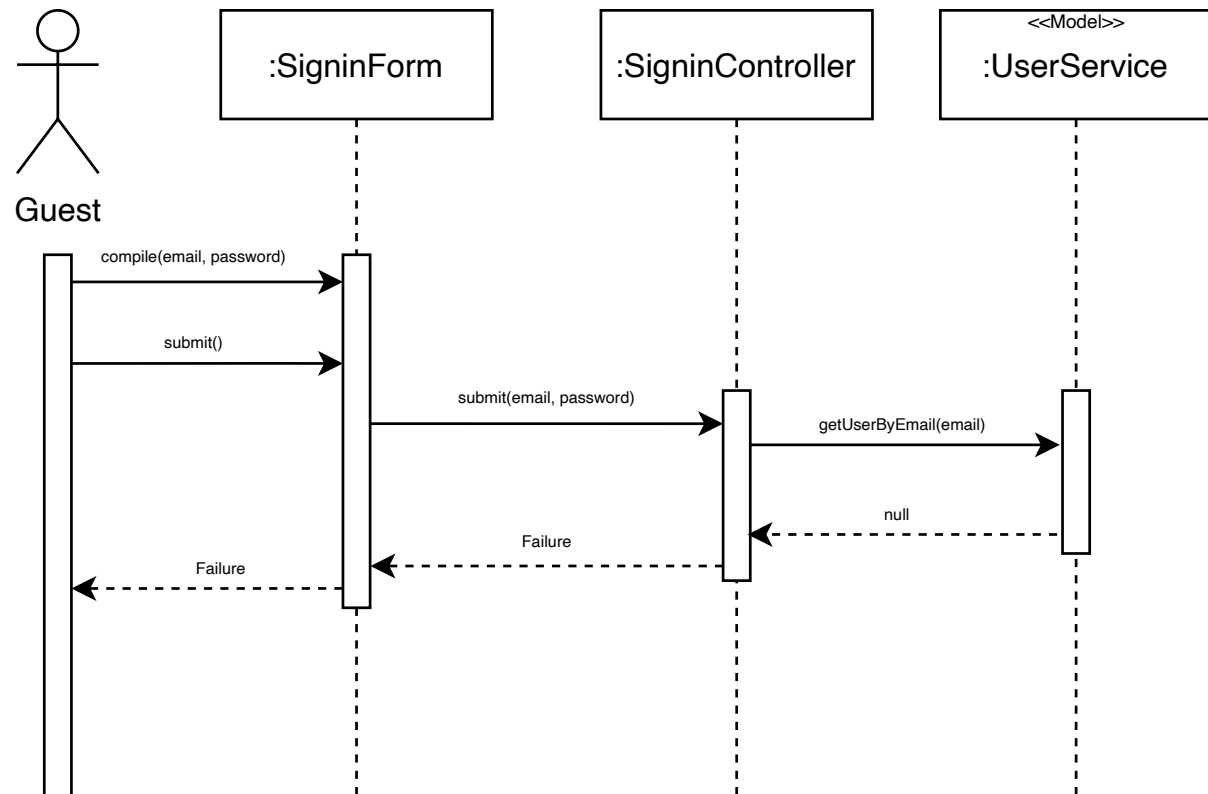 <<Model>>
:SigninForm
:SigninController
:UserService
Guest
compile(email, password)
submit()
submit(email, password)
getUserByEmail(email)
null
Failure
Failure